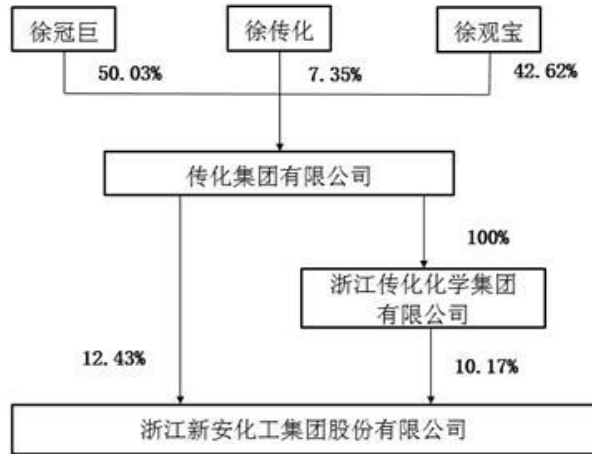 徐冠巨 徐传化 徐观宝
50.03% 7.35% 42.62%
传化集团有限公司
100%
浙江传化化学集团
有限公司
12.43% 10.17%
浙江新安化工集团股份有限公司